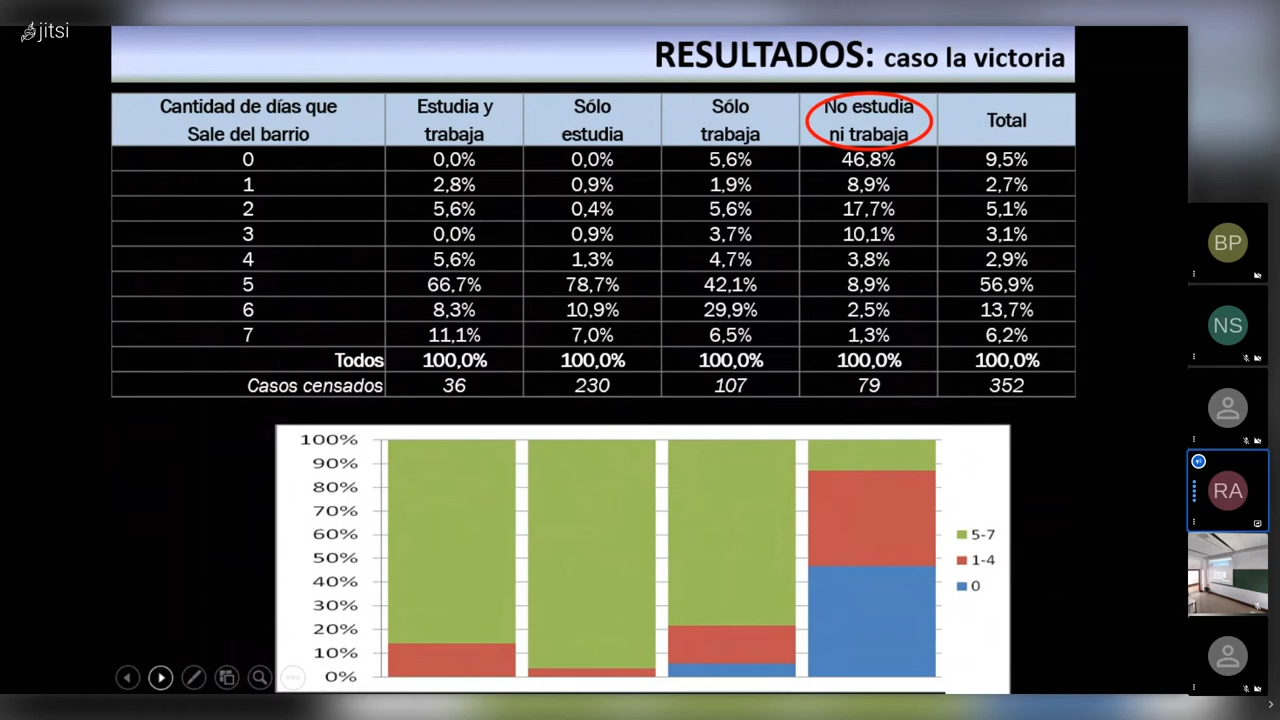 jitsi
RESULTADOS: caso la victoria
Cantidad de días que Sale del barrio | Estudia y trabaja | Sólo estudia | Sólo trabaja | No estudia ni trabaja | Total
0 | 0,0% | 0,0% | 5,6% | 46,8% | 9,5%
1 | 2,8% | 0,9% | 1,9% | 8,9% | 2,7%
2 | 5,6% | 0,4% | 5,6% | 17,7% | 5,1%
3 | 0,0% | 0,9% | 3,7% | 10,1% | 3,1%
4 | 5,6% | 1,3% | 4,7% | 3,8% | 2,9%
5 | 66,7% | 78,7% | 42,1% | 8,9% | 56,9%
6 | 8,3% | 10,9% | 29,9% | 2,5% | 13,7%
7 | 11,1% | 7,0% | 6,5% | 1,3% | 6,2%
Todos | 100,0% | 100,0% | 100,0% | 100,0% | 100,0%
Casos censados | 36 | 230 | 107 | 79 | 352
100%
90%
80%
70%
60%
50%
40%
30%
20%
10%
0%
5-7
1-4
0
BP
NS
RA